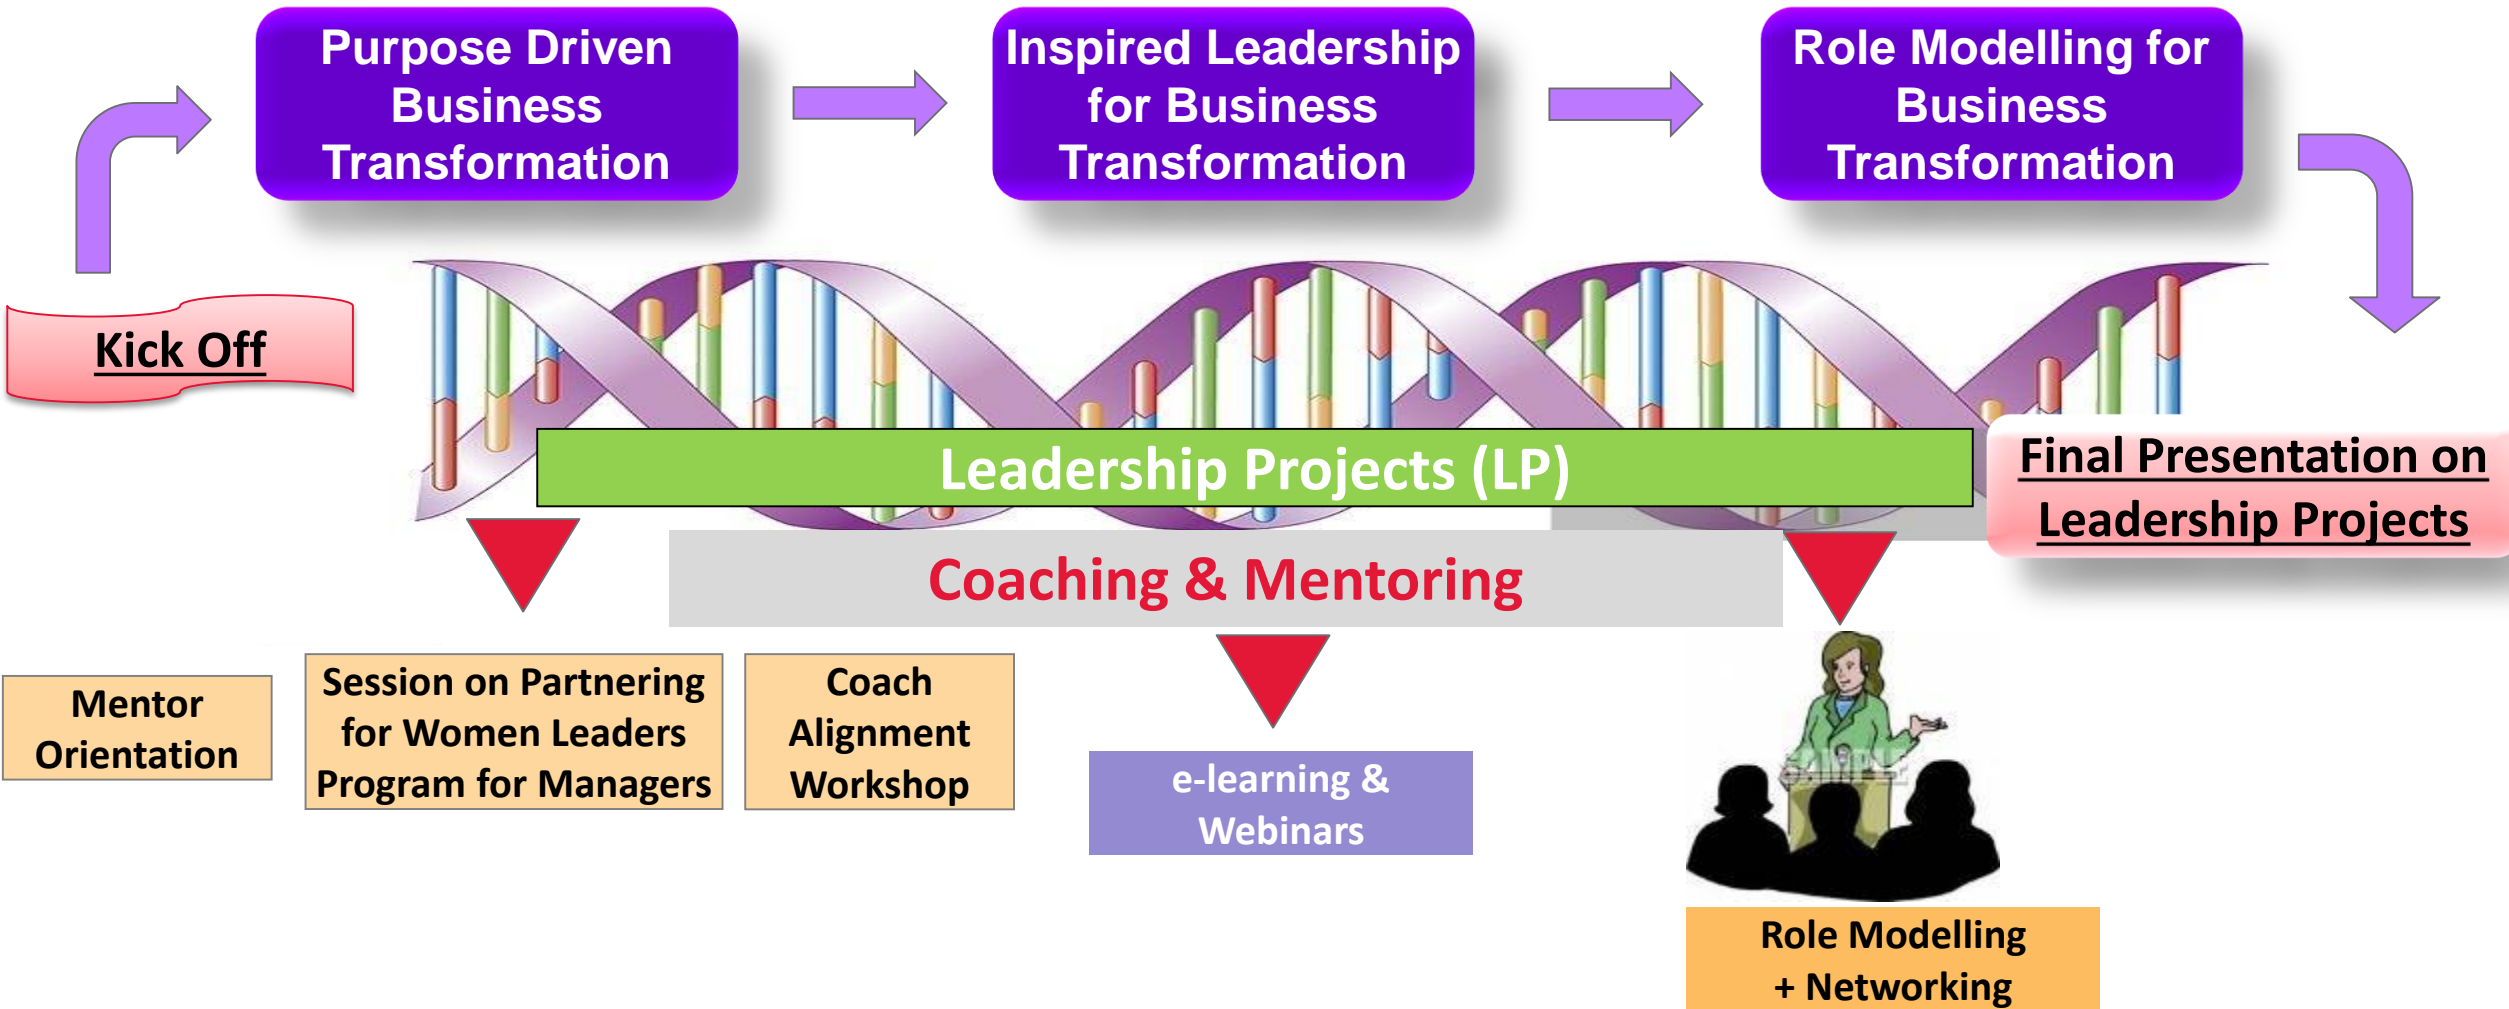 Purpose Driven
Business
Transformation
Inspired Leadership
for Business
Transformation
Role Modelling for
Business
Transformation
Kick Off
Leadership Projects (LP)
Final Presentation on
Leadership Projects
Coaching & Mentoring
Mentor
Orientation
Session on Partnering
for Women Leaders
Program for Managers
Coach
Alignment
Workshop
e-learning &
Webinars
SAMPLE
Role Modelling
+ Networking